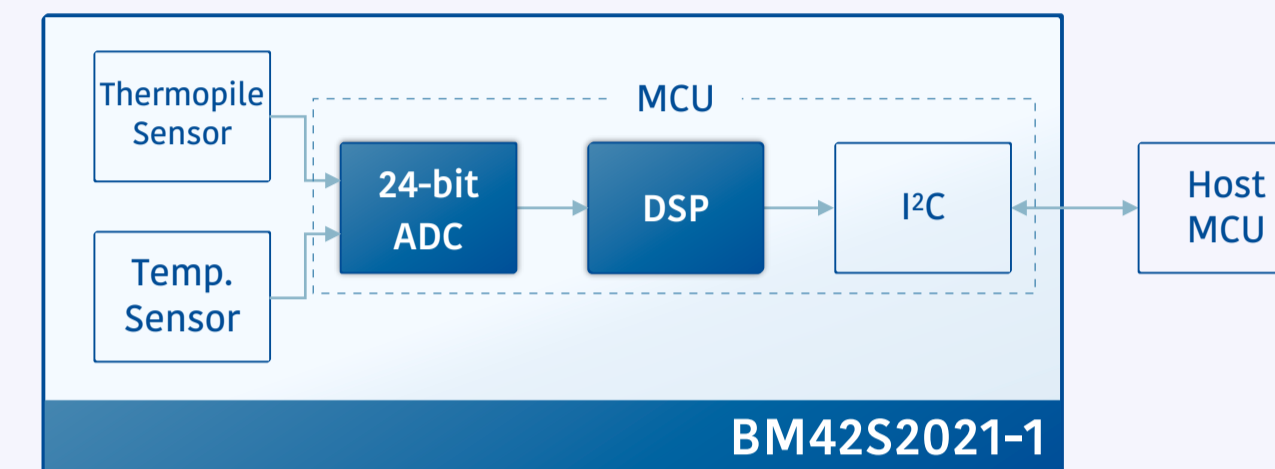 Thermopile
Sensor
MCU
24-bit
ADC
DSP
I²C
Host
MCU
Temp.
Sensor
BM42S2021-1